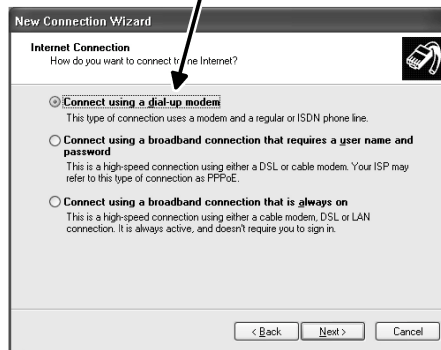 New Connection Wizard
Internet Connection
How do you want to connect to the Internet?
Connect using a dial-up modem
This type of connection uses a modem and a regular or ISDN phone line.
Connect using a broadband connection that requires a user name and
password
This is a high-speed connection using either a DSL or cable modem. Your ISP may
refer to this type of connection as PPPoE.
Connect using a broadband connection that is always on
This is a high-speed connection using either a cable modem, DSL or LAN
connection. It is always active, and doesn't require you to sign in.
< Back
Next >
Cancel